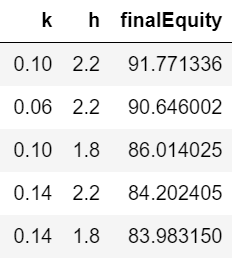 k h finalEquity
0.10 2.2 91.771336
0.06 2.2 90.646002
0.10 1.8 86.014025
0.14 2.2 84.202405
0.14 1.8 83.983150